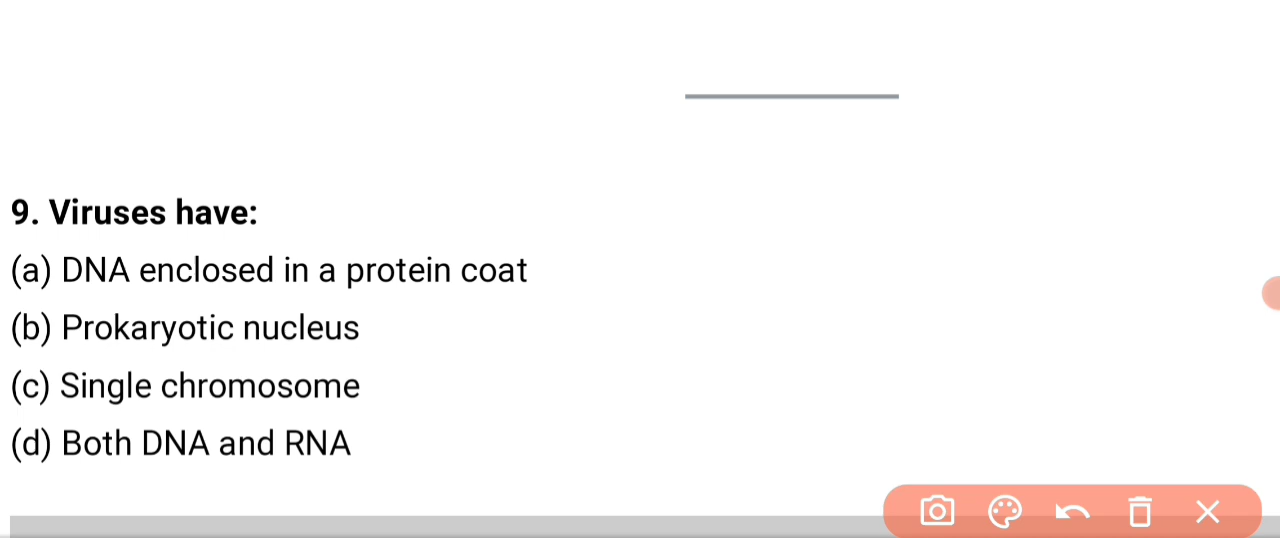 9. Viruses have:
(a) DNA enclosed in a protein coat
(b) Prokaryotic nucleus
(c) Single chromosome
(d) Both DNA and RNA